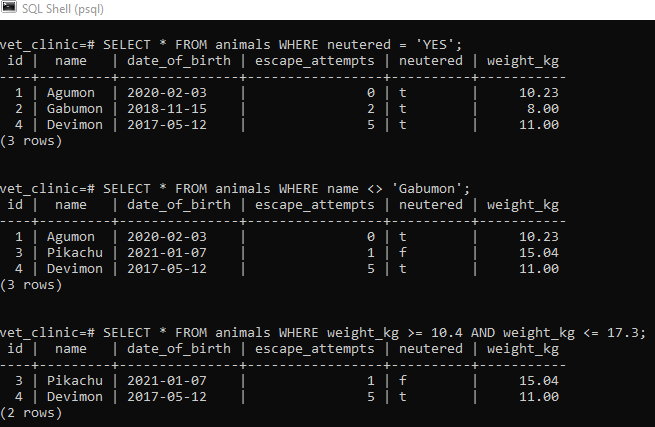 SQL Shell (psql)
vet_clinic=# SELECT * FROM animals WHERE neutered = 'YES';
 id |  name   | date_of_birth | escape_attempts | neutered | weight_kg
----+---------+---------------+-----------------+----------+-----------
  1 | Agumon  | 2020-02-03    |               0 | t        |     10.23
  2 | Gabumon | 2018-11-15    |               2 | t        |      8.00
  4 | Devimon | 2017-05-12    |               5 | t        |     11.00
(3 rows)
vet_clinic=# SELECT * FROM animals WHERE name <> 'Gabumon';
 id |  name   | date_of_birth | escape_attempts | neutered | weight_kg
----+---------+---------------+-----------------+----------+-----------
  1 | Agumon  | 2020-02-03    |               0 | t        |     10.23
  3 | Pikachu | 2021-01-07    |               1 | f        |     15.04
  4 | Devimon | 2017-05-12    |               5 | t        |     11.00
(3 rows)
vet_clinic=# SELECT * FROM animals WHERE weight_kg >= 10.4 AND weight_kg <= 17.3;
 id |  name   | date_of_birth | escape_attempts | neutered | weight_kg
----+---------+---------------+-----------------+----------+-----------
  3 | Pikachu | 2021-01-07    |               1 | f        |     15.04
  4 | Devimon | 2017-05-12    |               5 | t        |     11.00
(2 rows)